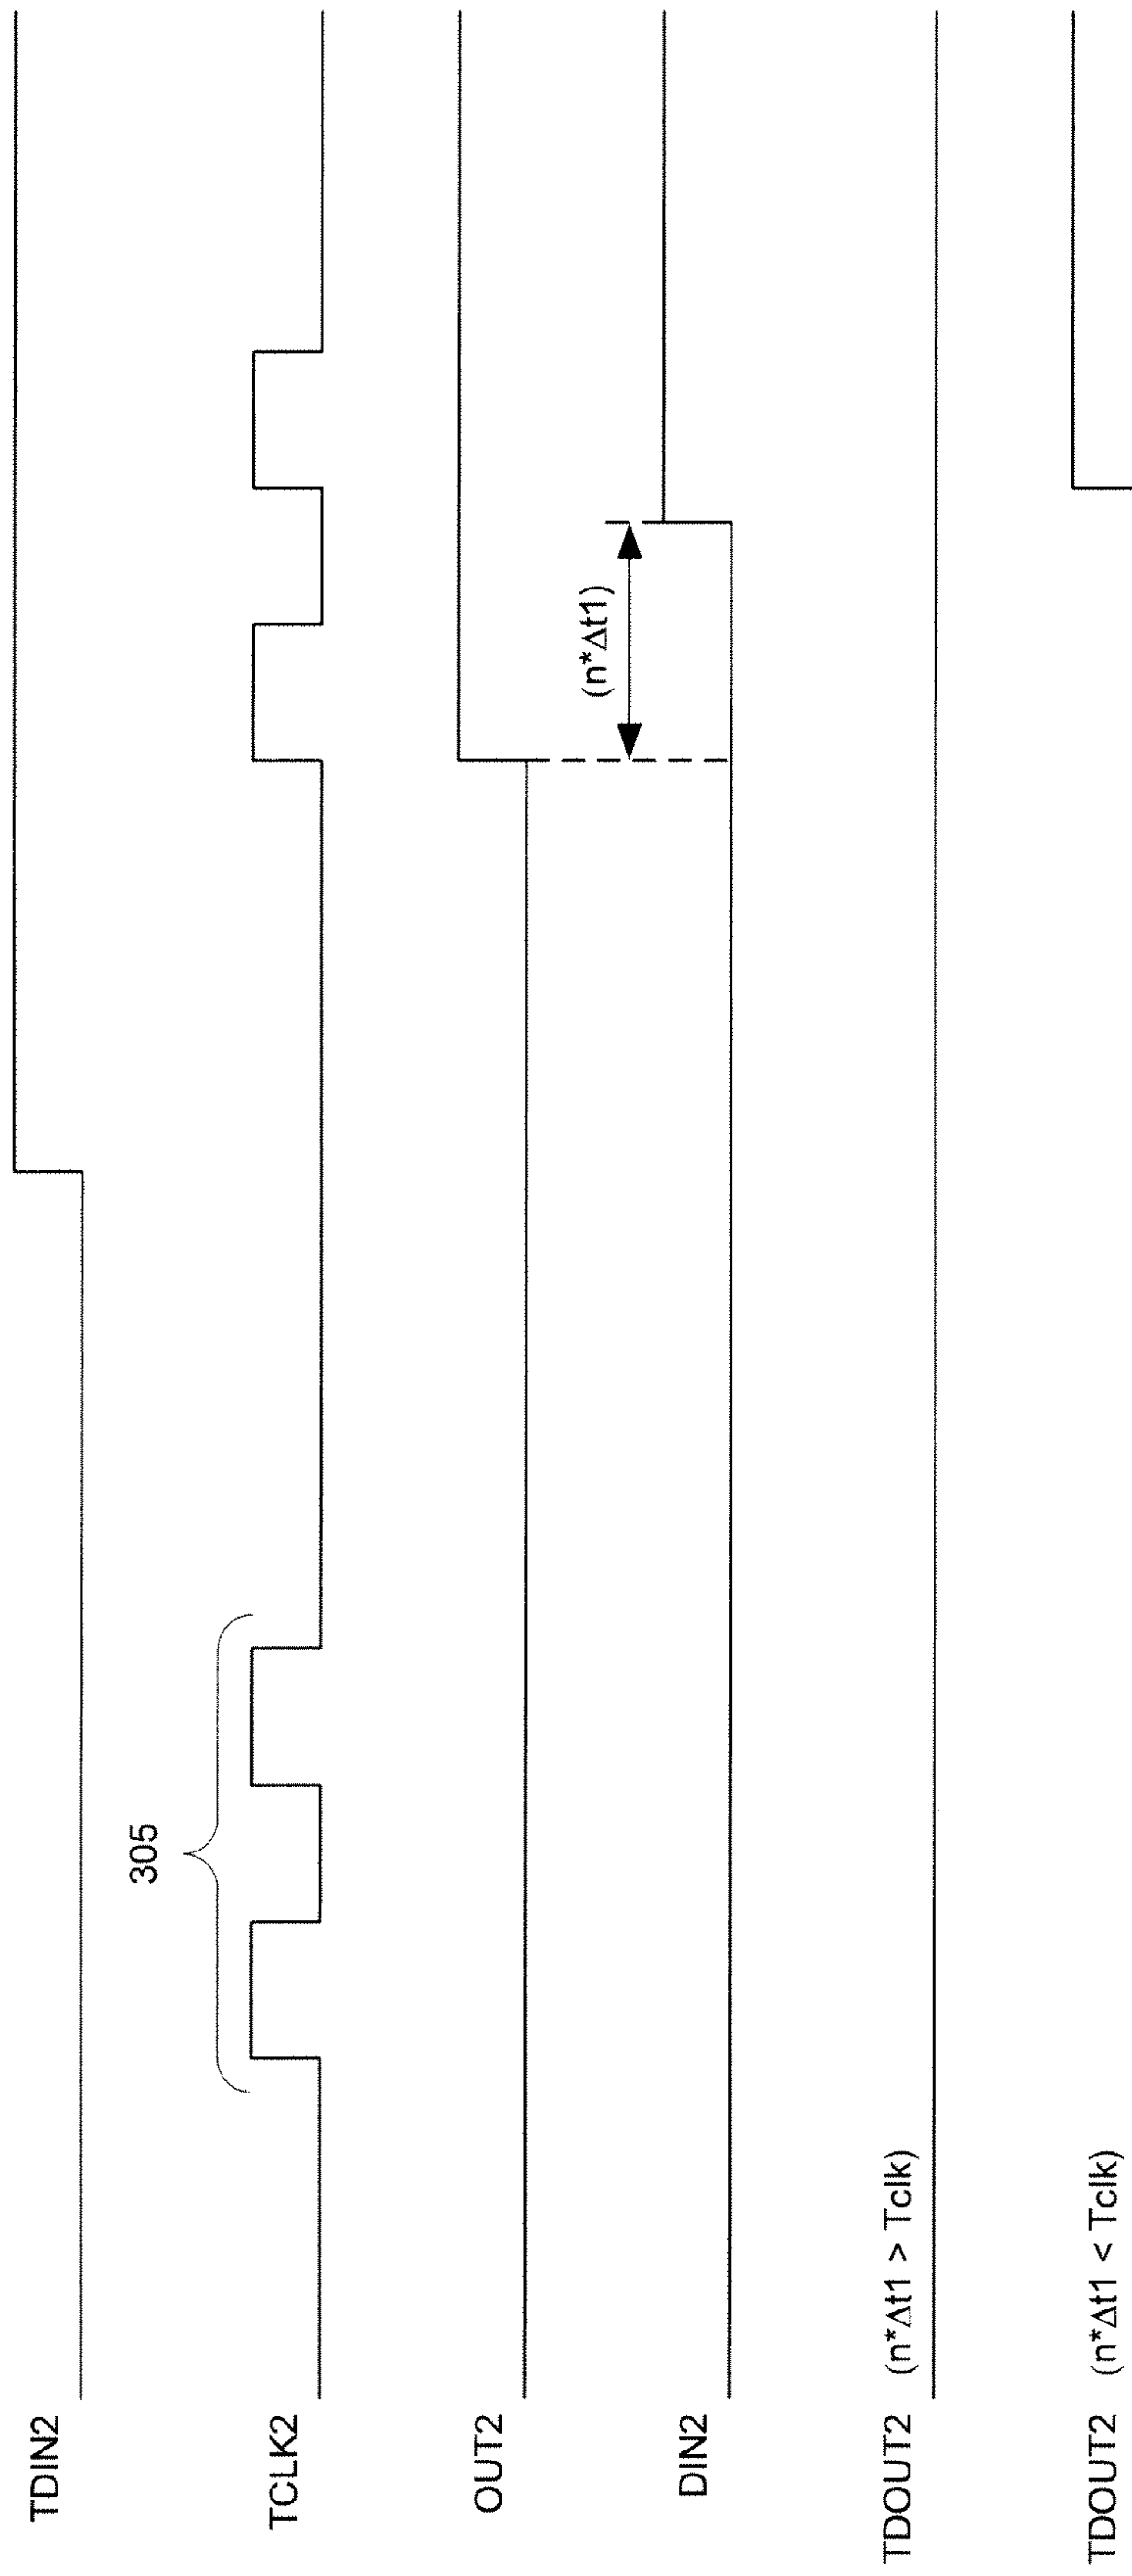 TDIN2
305
TCLK2
OUT2
(n*Δt1)
DIN2
TDOUT2 (n*Δt1 > Tclk)
TDOUT2 (n*Δt1 < Tclk)